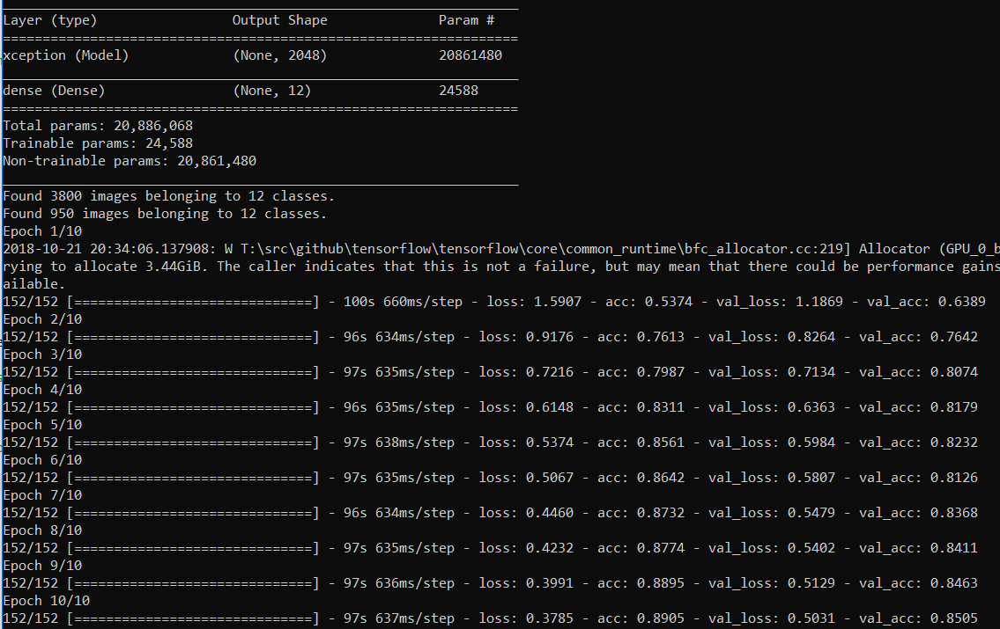 Layer (type)                 Output Shape              Param #
=================================================================
xception (Model)             (None, 2048)              20861480
_________________________________________________________________
dense (Dense)                (None, 12)                24588
=================================================================
Total params: 20,886,068
Trainable params: 24,588
Non-trainable params: 20,861,480
_________________________________________________________________
Found 3800 images belonging to 12 classes.
Found 950 images belonging to 12 classes.
Epoch 1/10
2018-10-21 20:34:06.137908: W T:\src\github\tensorflow\tensorflow\core\common_runtime\bfc_allocator.cc:219] Allocator (GPU_0_b
rying to allocate 3.44GiB. The caller indicates that this is not a failure, but may mean that there could be performance gains
ailable.
152/152 [==============================] - 100s 660ms/step - loss: 1.5907 - acc: 0.5374 - val_loss: 1.1869 - val_acc: 0.6389
Epoch 2/10
152/152 [==============================] - 96s 634ms/step - loss: 0.9176 - acc: 0.7613 - val_loss: 0.8264 - val_acc: 0.7642
Epoch 3/10
152/152 [==============================] - 97s 635ms/step - loss: 0.7216 - acc: 0.7987 - val_loss: 0.7134 - val_acc: 0.8074
Epoch 4/10
152/152 [==============================] - 96s 635ms/step - loss: 0.6148 - acc: 0.8311 - val_loss: 0.6363 - val_acc: 0.8179
Epoch 5/10
152/152 [==============================] - 97s 638ms/step - loss: 0.5374 - acc: 0.8561 - val_loss: 0.5984 - val_acc: 0.8232
Epoch 6/10
152/152 [==============================] - 97s 635ms/step - loss: 0.5067 - acc: 0.8642 - val_loss: 0.5807 - val_acc: 0.8126
Epoch 7/10
152/152 [==============================] - 96s 634ms/step - loss: 0.4460 - acc: 0.8732 - val_loss: 0.5479 - val_acc: 0.8368
Epoch 8/10
152/152 [==============================] - 97s 635ms/step - loss: 0.4232 - acc: 0.8774 - val_loss: 0.5402 - val_acc: 0.8411
Epoch 9/10
152/152 [==============================] - 97s 636ms/step - loss: 0.3991 - acc: 0.8895 - val_loss: 0.5129 - val_acc: 0.8463
Epoch 10/10
152/152 [==============================] - 97s 637ms/step - loss: 0.3785 - acc: 0.8905 - val_loss: 0.5031 - val_acc: 0.8505